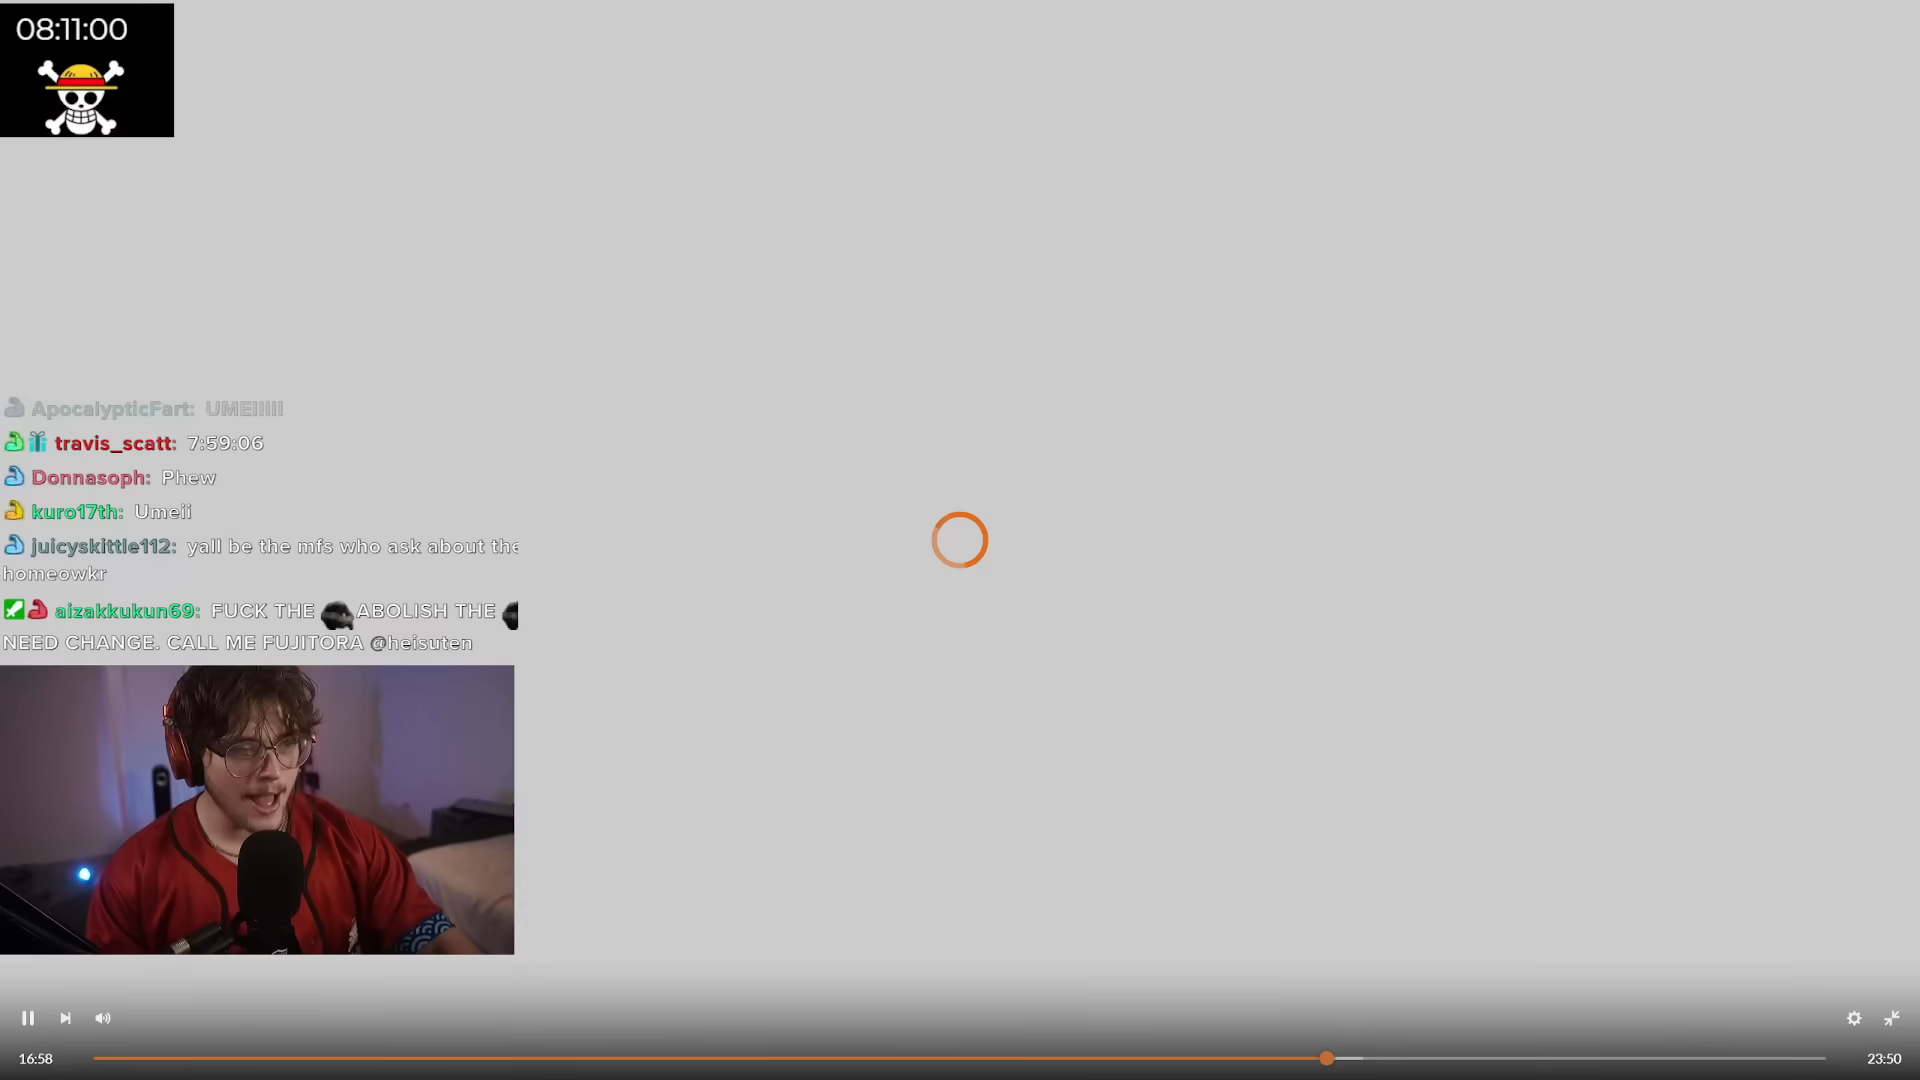 08:11:00
ApocalypticFart: UMEIIIII
travis_scatt: 7:59:06
Donnasoph: Phew
kuro17th: Umeii
juicyskittle112: yall be the mfs who ask about the
homeowkr
aizakkukun69: FUCK THE ABOLISH THE
NEED CHANGE. CALL ME FUJITORA @heisuten
16:58
23:50